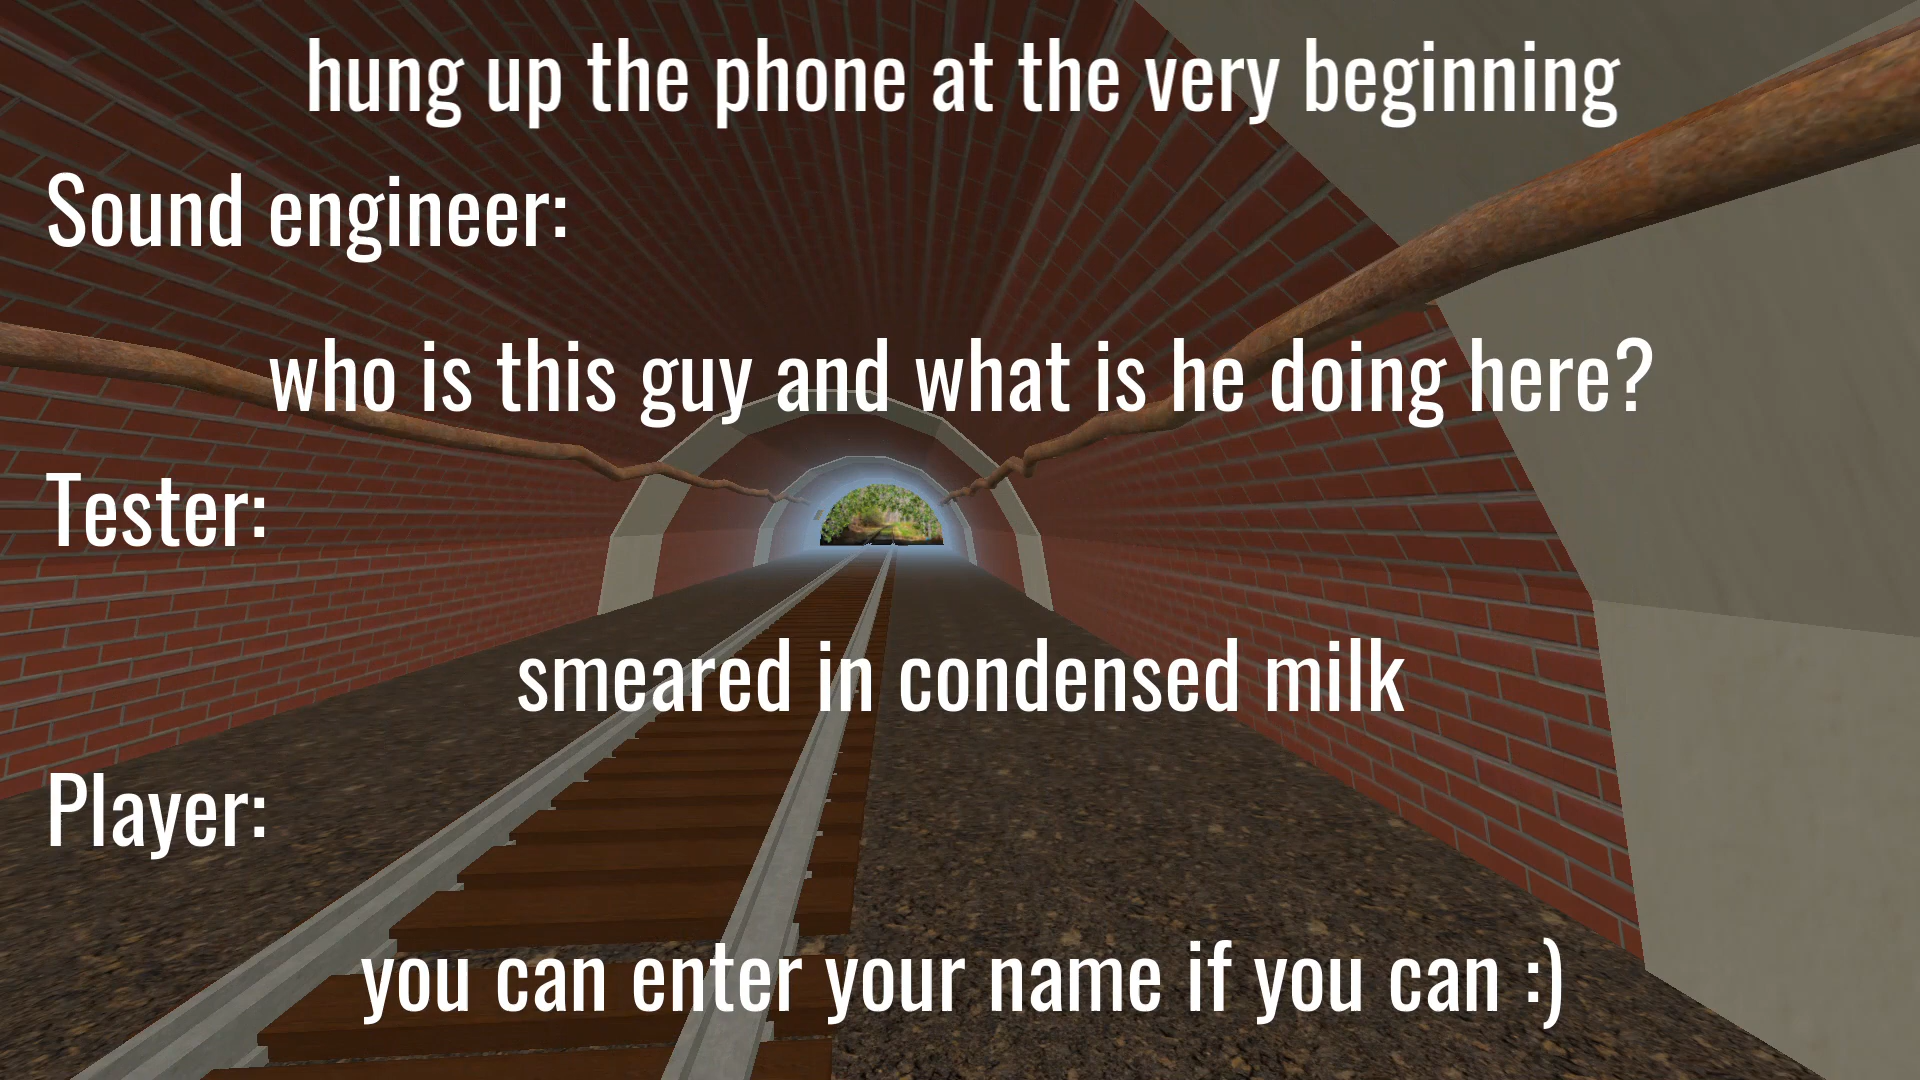 hung up the phone at the very beginning
Sound engineer:
who is this guy and what is he doing here?
Tester:
smeared in condensed milk
Player:
you can enter your name if you can :)